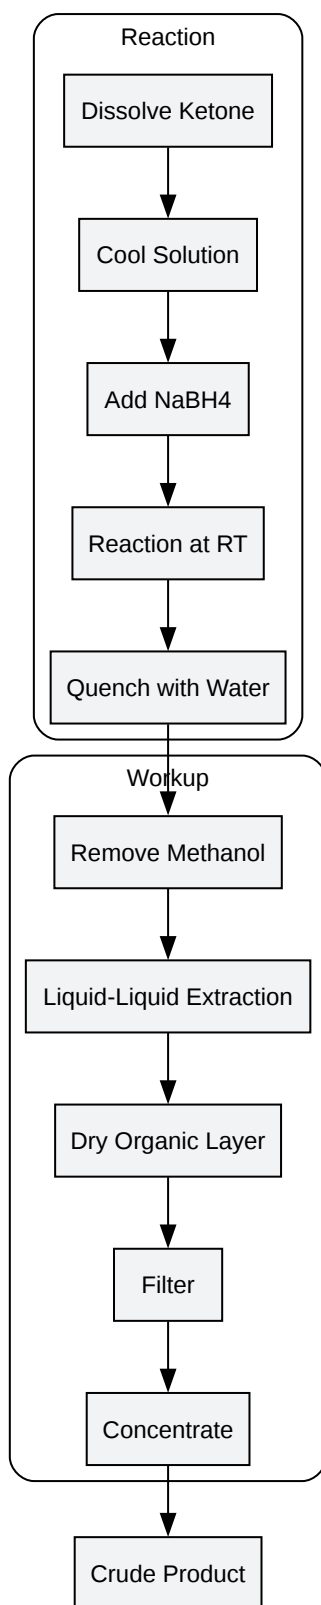 Reaction
Dissolve Ketone
Cool Solution
Add NaBH4
Reaction at RT
Quench with Water
Workup
Remove Methanol
Liquid-Liquid Extraction
Dry Organic Layer
Filter
Concentrate
Crude Product